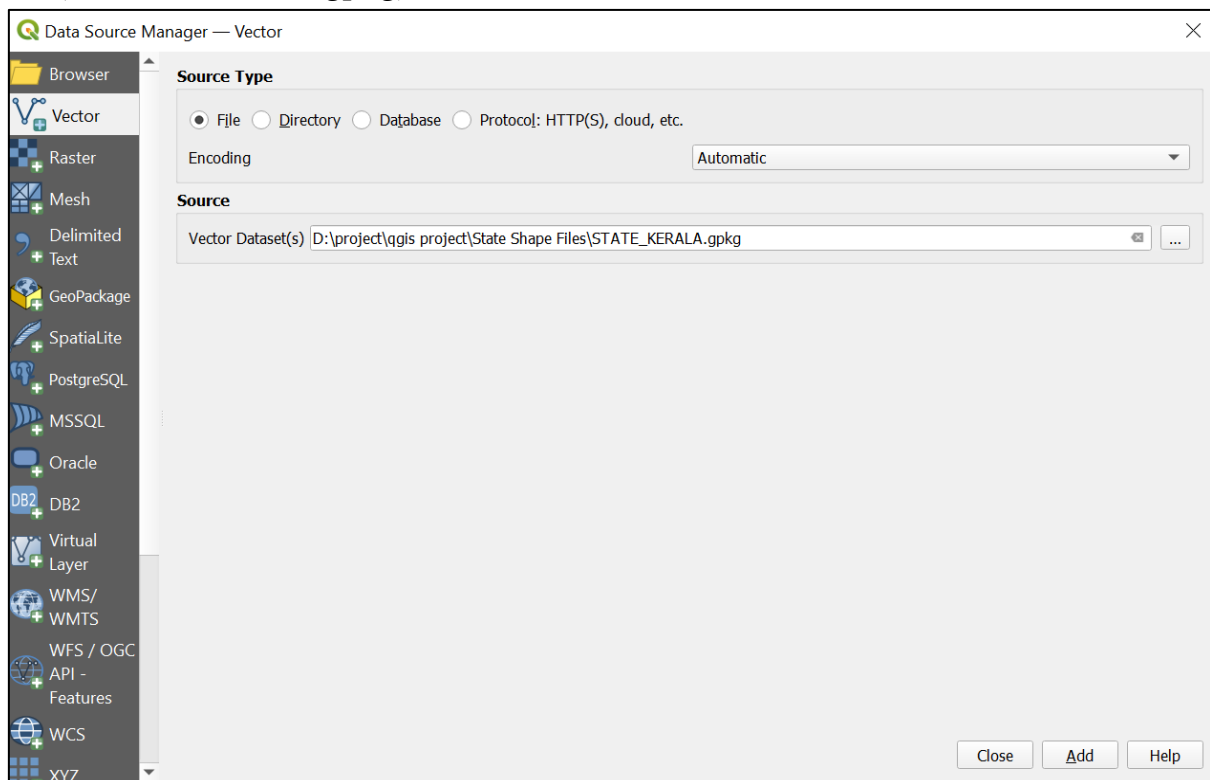 Data Source Manager — Vector
Browser
Vector
Raster
Mesh
Delimited
Text
GeoPackage
SpatiaLite
PostgreSQL
MSSQL
Oracle
DB2
DB2
Virtual
Layer
WMS/
WMTS
WFS / OGC
API -
Features
WCS
XYZ
Source Type
File Directory Database Protocol: HTTP(S), cloud, etc.
Encoding Automatic
Source
Vector Dataset(s) D:\project\qgis project\State Shape Files\STATE_KERALA.gpkg ...
Close Add Help